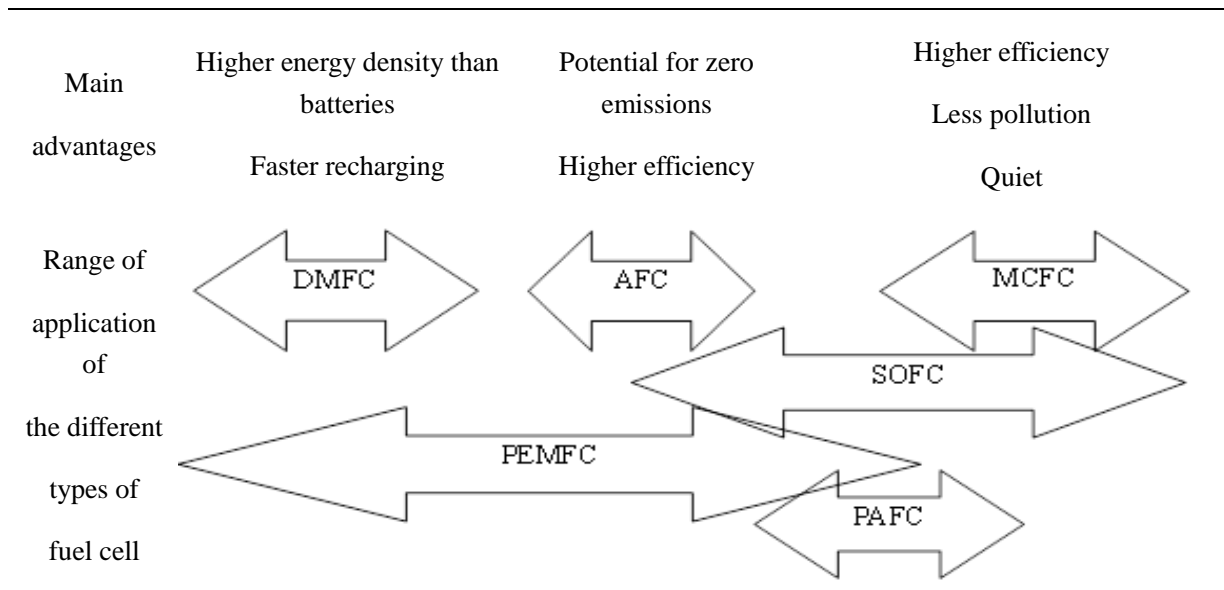 Main
advantages
Higher energy density than
batteries
Faster recharging
Potential for zero
emissions
Higher efficiency
Higher efficiency
Less pollution
Quiet
Range of
application
of
the different
types of
fuel cell
DMFC
AFC
MCFC
SOFC
PEMFC
PAFC